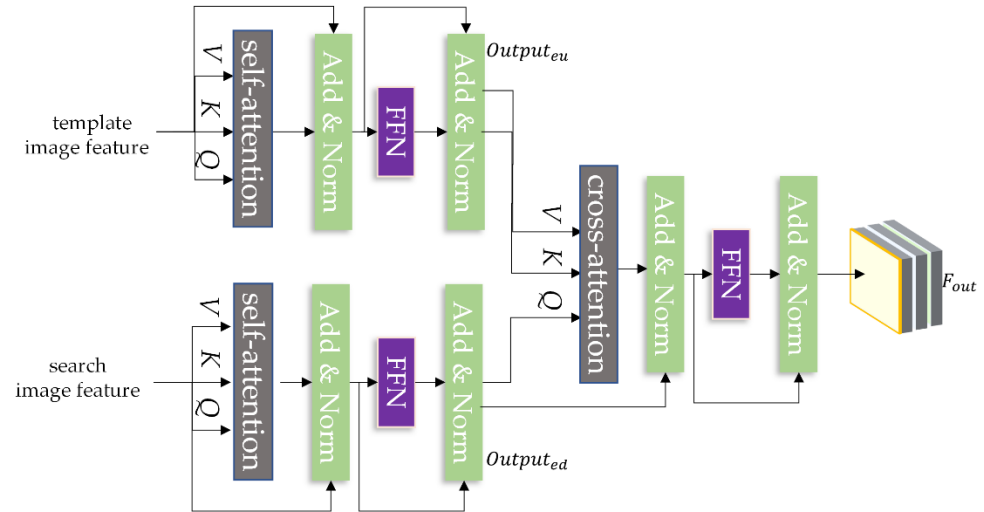 template
image feature
V
K
Q
self-attention
Add & Norm
FFN
Add & Norm
Output_eu
search
image feature
V
K
Q
self-attention
Add & Norm
FFN
Add & Norm
Output_ed
V
K
Q
cross-attention
Add & Norm
FFN
Add & Norm
F_out